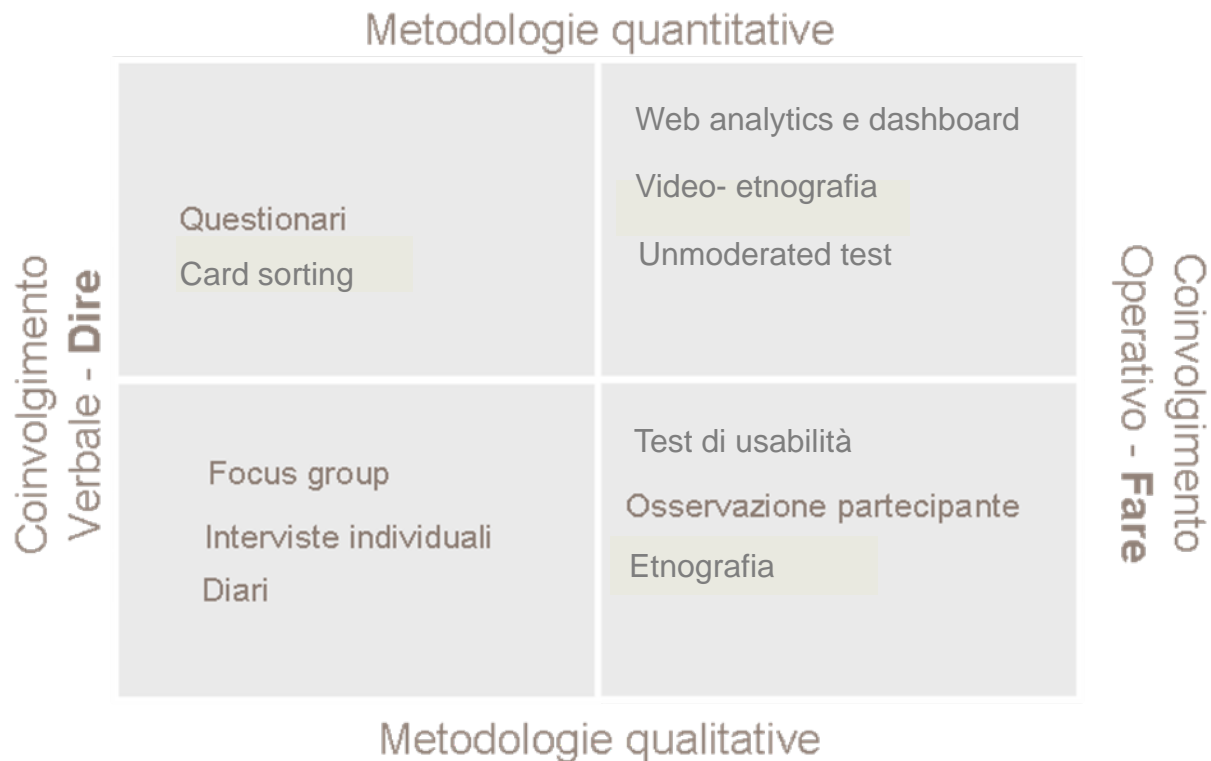 Metodologie quantitative
Coinvolgimento
Verbale - Dire
Questionari
Card sorting
Web analytics e dashboard
Video- etnografia
Unmoderated test
Focus group
Interviste individuali
Diari
Test di usabilità
Osservazione partecipante
Etnografia
Coinvolgimento
Operativo - Fare
Metodologie qualitative